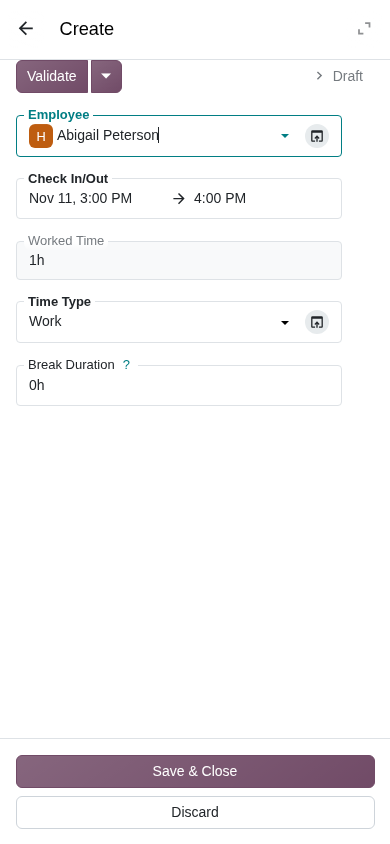 Create
Validate
Draft
Employee
H Abigail Peterson
Check In/Out
Nov 11, 3:00 PM → 4:00 PM
Worked Time
1h
Time Type
Work
Break Duration ?
0h
Save & Close
Discard